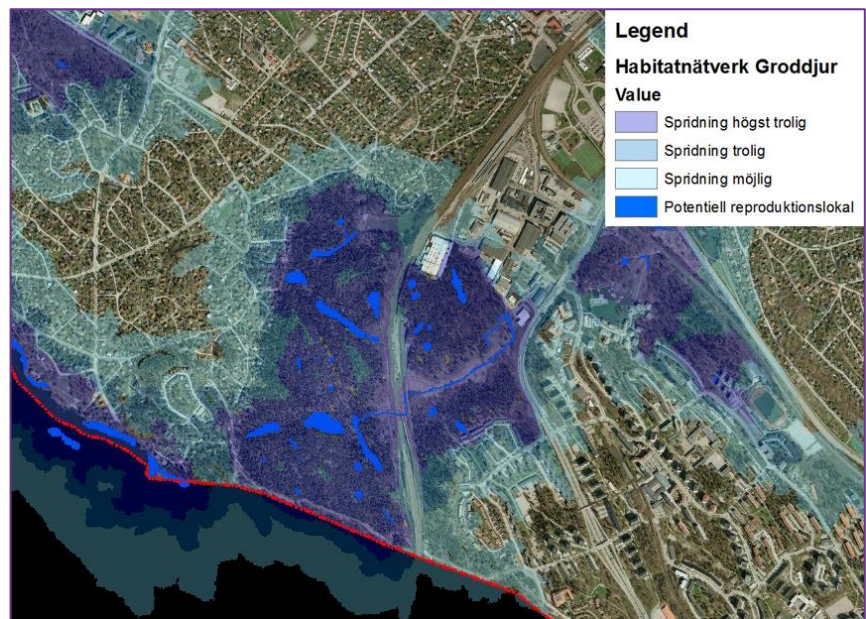 Legend
Habitatnätverk Groddjur
Value
Spridning högst trolig
Spridning trolig
Spridning möjlig
Potentiell reproduktionslokal